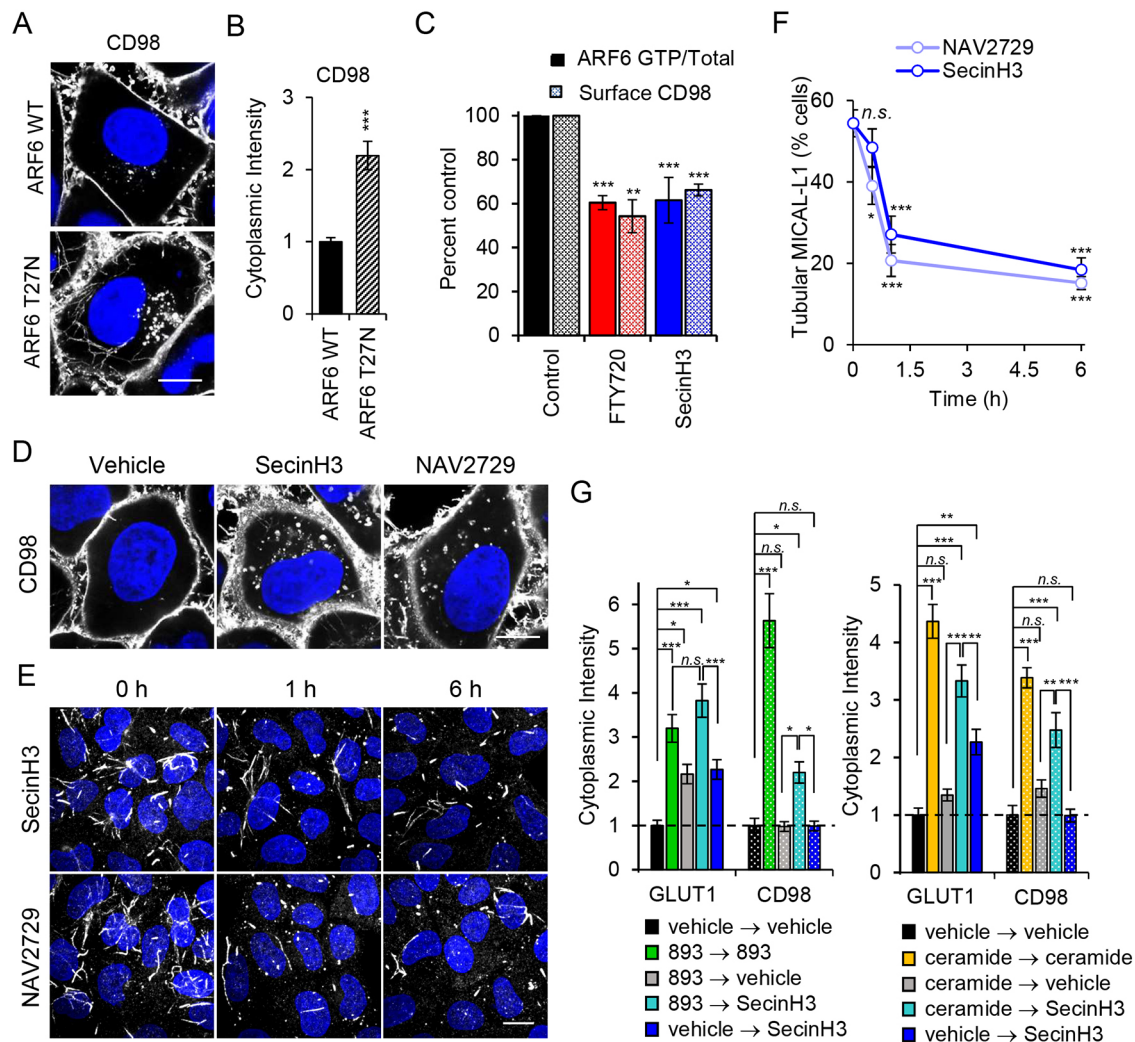 A
CD98
ARF6 WT
ARF6 T27N
B
CD98
Cytoplasmic Intensity
3
2
1
0
***
ARF6 WT
ARF6 T27N
C
ARF6 GTP/Total
Surface CD98
Percent control
100
80
60
40
20
0
*** ** *** ***
Control
FTY720
SecinH3
F
NAV2729
SecinH3
Tubular MICAL-L1 (% cells)
60
40
20
0
n.s.
*
***
***
***
***
0 1.5 3 4.5 6
Time (h)
D
Vehicle SecinH3 NAV2729
CD98
E
0 h 1 h 6 h
SecinH3
NAV2729
G
Cytoplasmic Intensity
6
5
4
3
2
1
0
*
***
*
***
n.s. ***
n.s.
*
n.s.
***
* *
GLUT1 CD98
vehicle → vehicle
893 → 893
893 → vehicle
893 → SecinH3
vehicle → SecinH3
Cytoplasmic Intensity
5
4
3
2
1
0
**
***
n.s.
***
*****
n.s.
***
n.s.
***
** ***
GLUT1 CD98
vehicle → vehicle
ceramide → ceramide
ceramide → vehicle
ceramide → SecinH3
vehicle → SecinH3